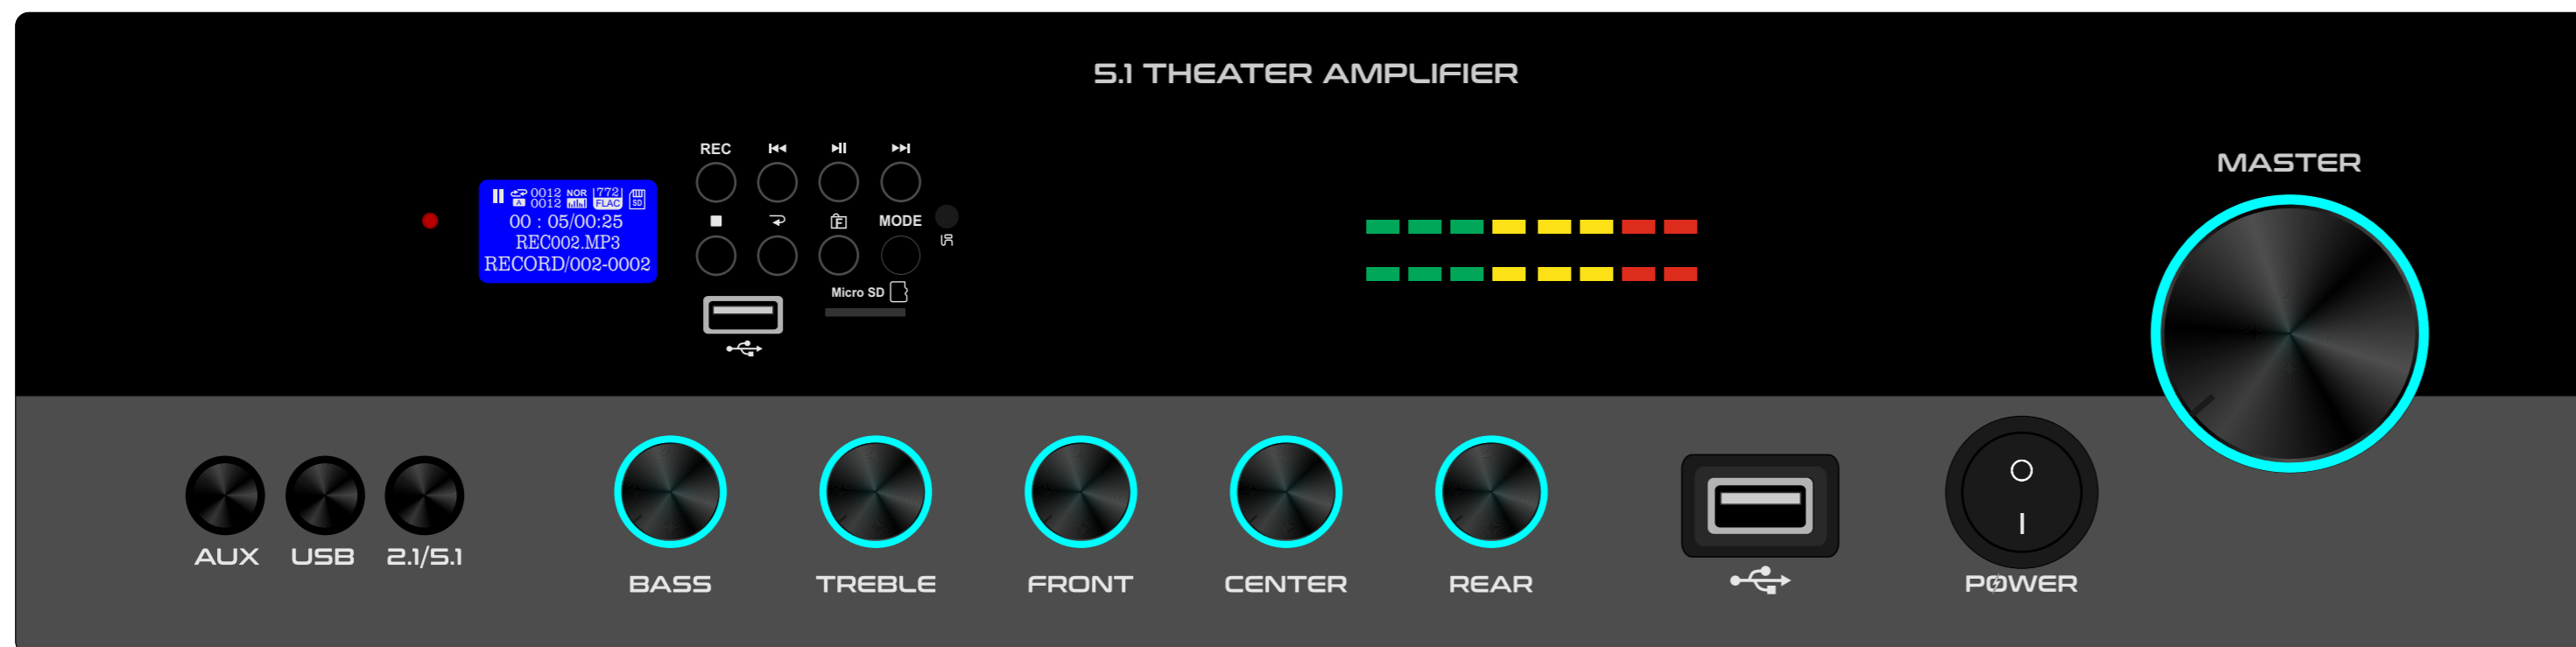 5.1 THEATER AMPLIFIER
REC
MASTER
0012 NOR 772
A 0012 FLAC SD
00 : 05/00:25
REC002.MP3
RECORD/002-0002
F MODE
Micro SD
AUX USB 2.1/5.1
BASS TREBLE FRONT CENTER REAR POWER